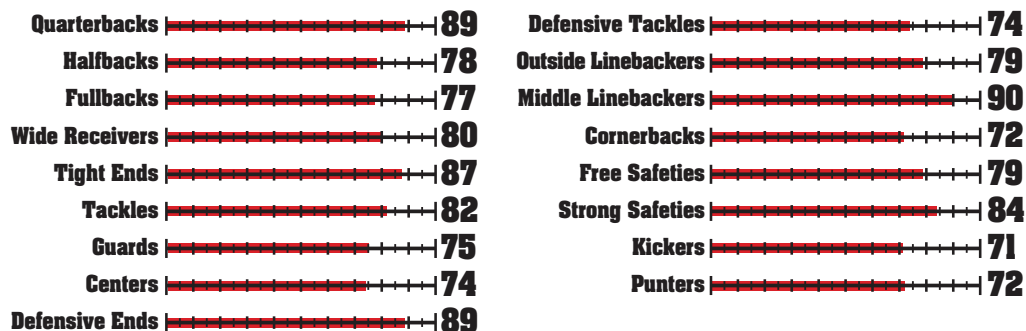 Quarterbacks 89
Halfbacks 78
Fullbacks 77
Wide Receivers 80
Tight Ends 87
Tackles 82
Guards 75
Centers 74
Defensive Ends 89
Defensive Tackles 74
Outside Linebackers 79
Middle Linebackers 90
Cornerbacks 72
Free Safeties 79
Strong Safeties 84
Kickers 71
Punters 72